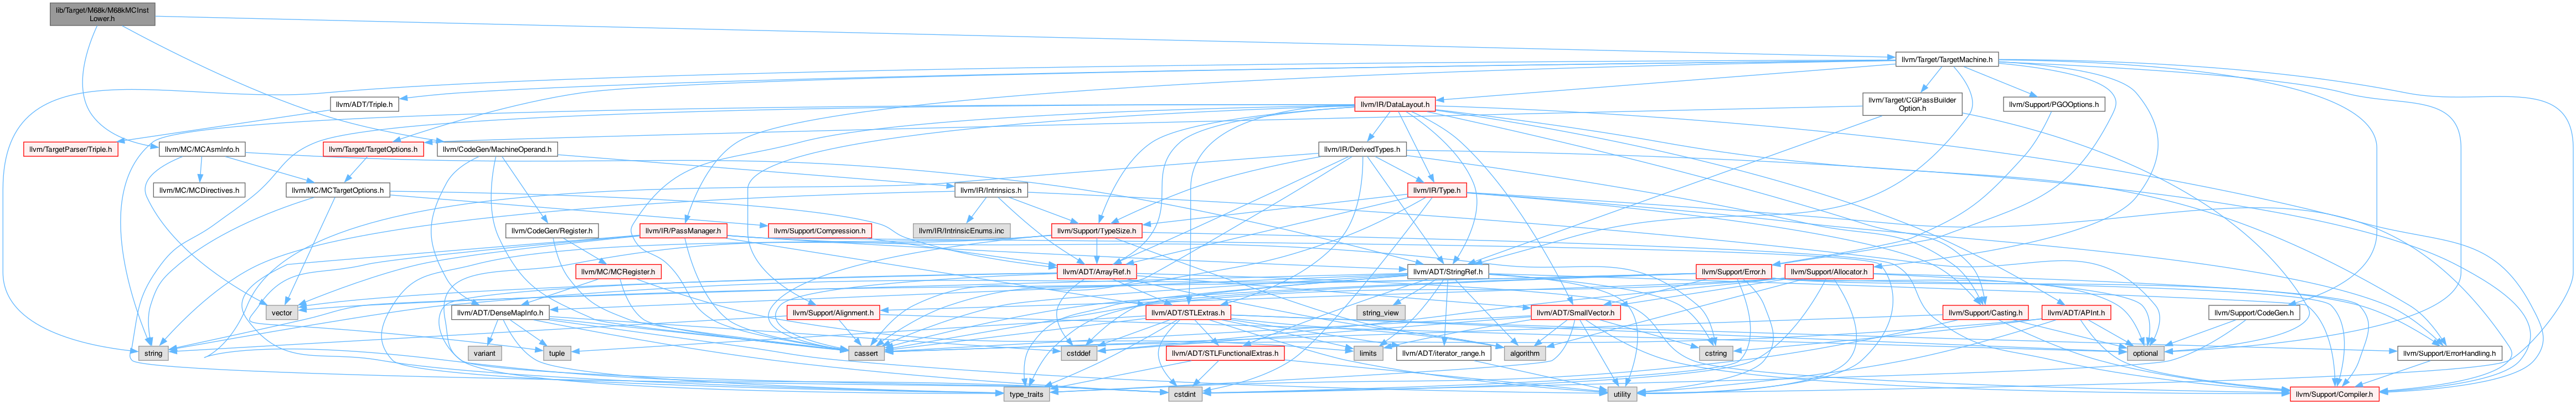 lib/Target/M68k/M68kMCInst
Lower.h
llvm/Target/TargetMachine.h
llvm/ADT/Triple.h
llvm/IR/DataLayout.h
llvm/Target/CGPassBuilder
Option.h
llvm/Support/PGOOptions.h
llvm/TargetParser/Triple.h
llvm/MC/MCAsmInfo.h
llvm/Target/TargetOptions.h
llvm/CodeGen/MachineOperand.h
llvm/IR/DerivedTypes.h
llvm/MC/MCDirectives.h
llvm/MC/MCTargetOptions.h
llvm/IR/Intrinsics.h
llvm/IR/Type.h
llvm/CodeGen/Register.h
llvm/IR/PassManager.h
llvm/Support/Compression.h
llvm/IR/IntrinsicEnums.inc
llvm/Support/TypeSize.h
llvm/MC/MCRegister.h
llvm/ADT/ArrayRef.h
llvm/ADT/StringRef.h
llvm/Support/Error.h
llvm/Support/Allocator.h
vector
llvm/ADT/DenseMapInfo.h
llvm/Support/Alignment.h
llvm/ADT/STLExtras.h
string_view
llvm/ADT/SmallVector.h
llvm/Support/Casting.h
llvm/ADT/APInt.h
llvm/Support/CodeGen.h
string
variant
tuple
cassert
cstddef
llvm/ADT/STLFunctionalExtras.h
limits
llvm/ADT/iterator_range.h
algorithm
cstring
optional
llvm/Support/ErrorHandling.h
type_traits
cstdint
utility
llvm/Support/Compiler.h